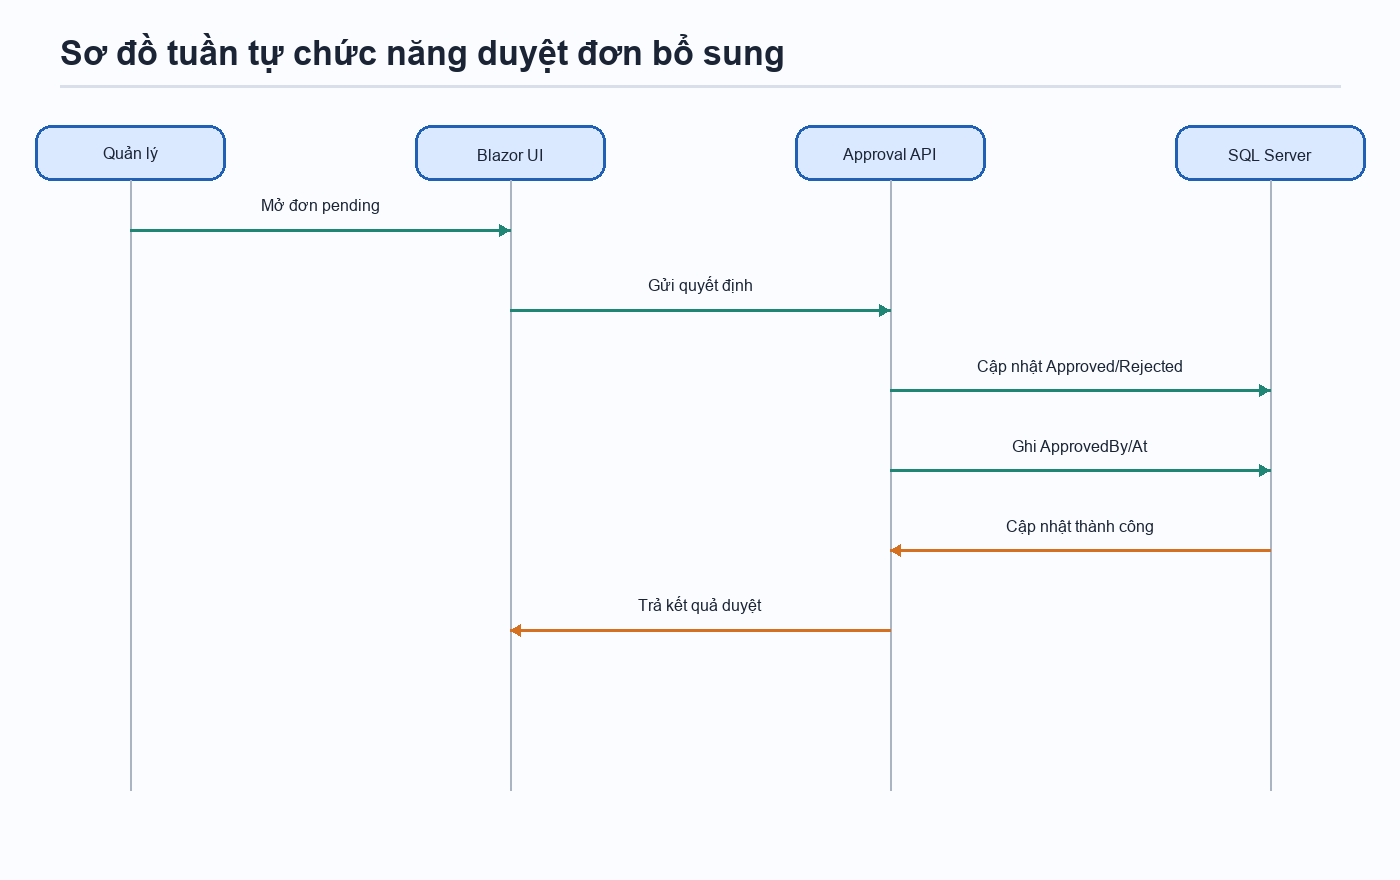 Sơ đồ tuần tự chức năng duyệt đơn bổ sung
Quản lý
Blazor UI
Approval API
SQL Server
Mở đơn pending
Gửi quyết định
Cập nhật Approved/Rejected
Ghi ApprovedBy/At
Cập nhật thành công
Trả kết quả duyệt